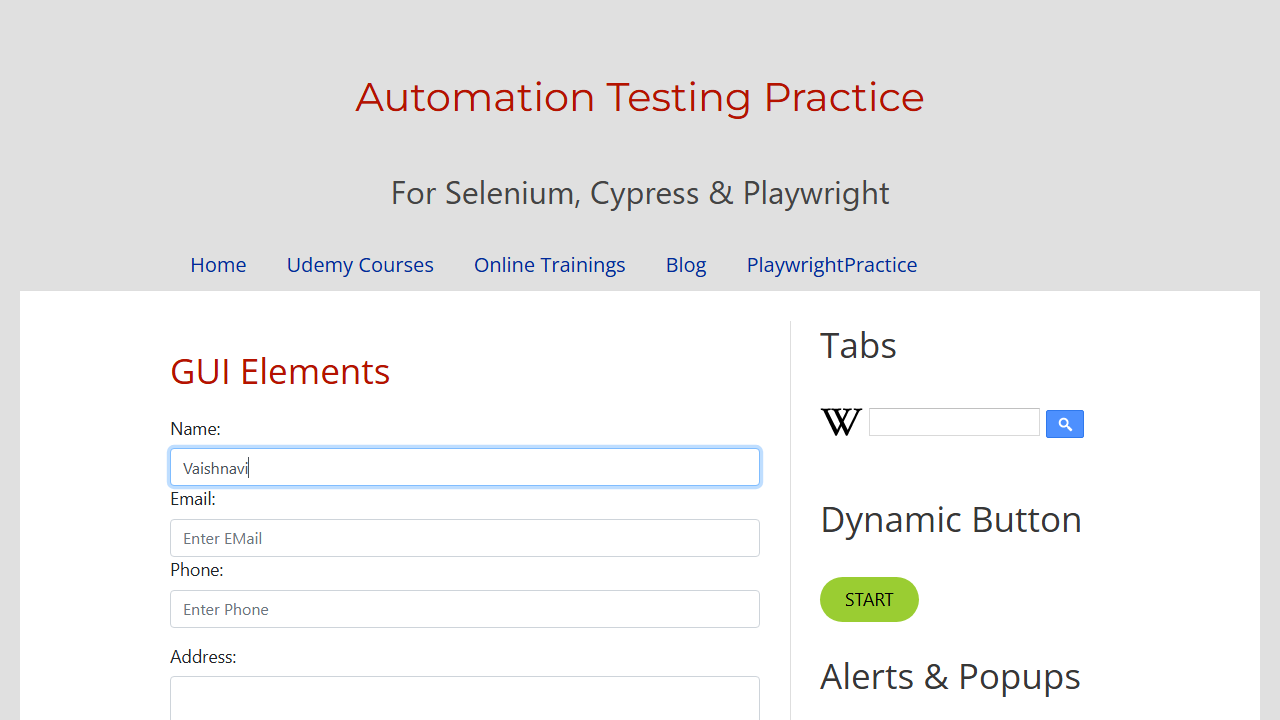 Automation Testing Practice
For Selenium, Cypress & Playwright
Home Udemy Courses Online Trainings Blog PlaywrightPractice
GUI Elements
Name:
Vaishnavi
Email:
Enter EMail
Phone:
Enter Phone
Address:
Tabs
Dynamic Button
START
Alerts & Popups